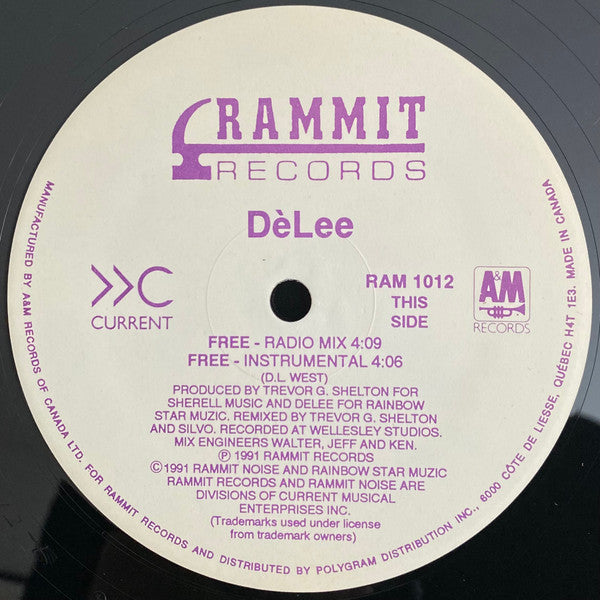 RAMMIT
RECORDS
DèLee
CURRENT
RAM 1012
THIS
SIDE
A&M
RECORDS
FREE - RADIO MIX 4:09
FREE - INSTRUMENTAL 4:06
(D.L. WEST)
PRODUCED BY TREVOR G. SHELTON FOR
SHERELL MUSIC AND DELEE FOR RAINBOW
STAR MUZIC. REMIXED BY TREVOR G. SHELTON
AND SILVO. RECORDED AT WELLESLEY STUDIOS.
MIX ENGINEERS WALTER, JEFF AND KEN.
Ⓟ 1991 RAMMIT RECORDS
©1991 RAMMIT NOISE AND RAINBOW STAR MUZIC
RAMMIT RECORDS AND RAMMIT NOISE ARE
DIVISIONS OF CURRENT MUSICAL
ENTERPRISES INC.
(Trademarks used under license
from trademark owners)
MANUFACTURED BY A&M RECORDS OF CANADA LTD. FOR RAMMIT RECORDS AND DISTRIBUTED BY POLYGRAM DISTRIBUTION INC., 6000 CÔTE DE LIESSE, QUÉBEC H4T 1E3. MADE IN CANADA